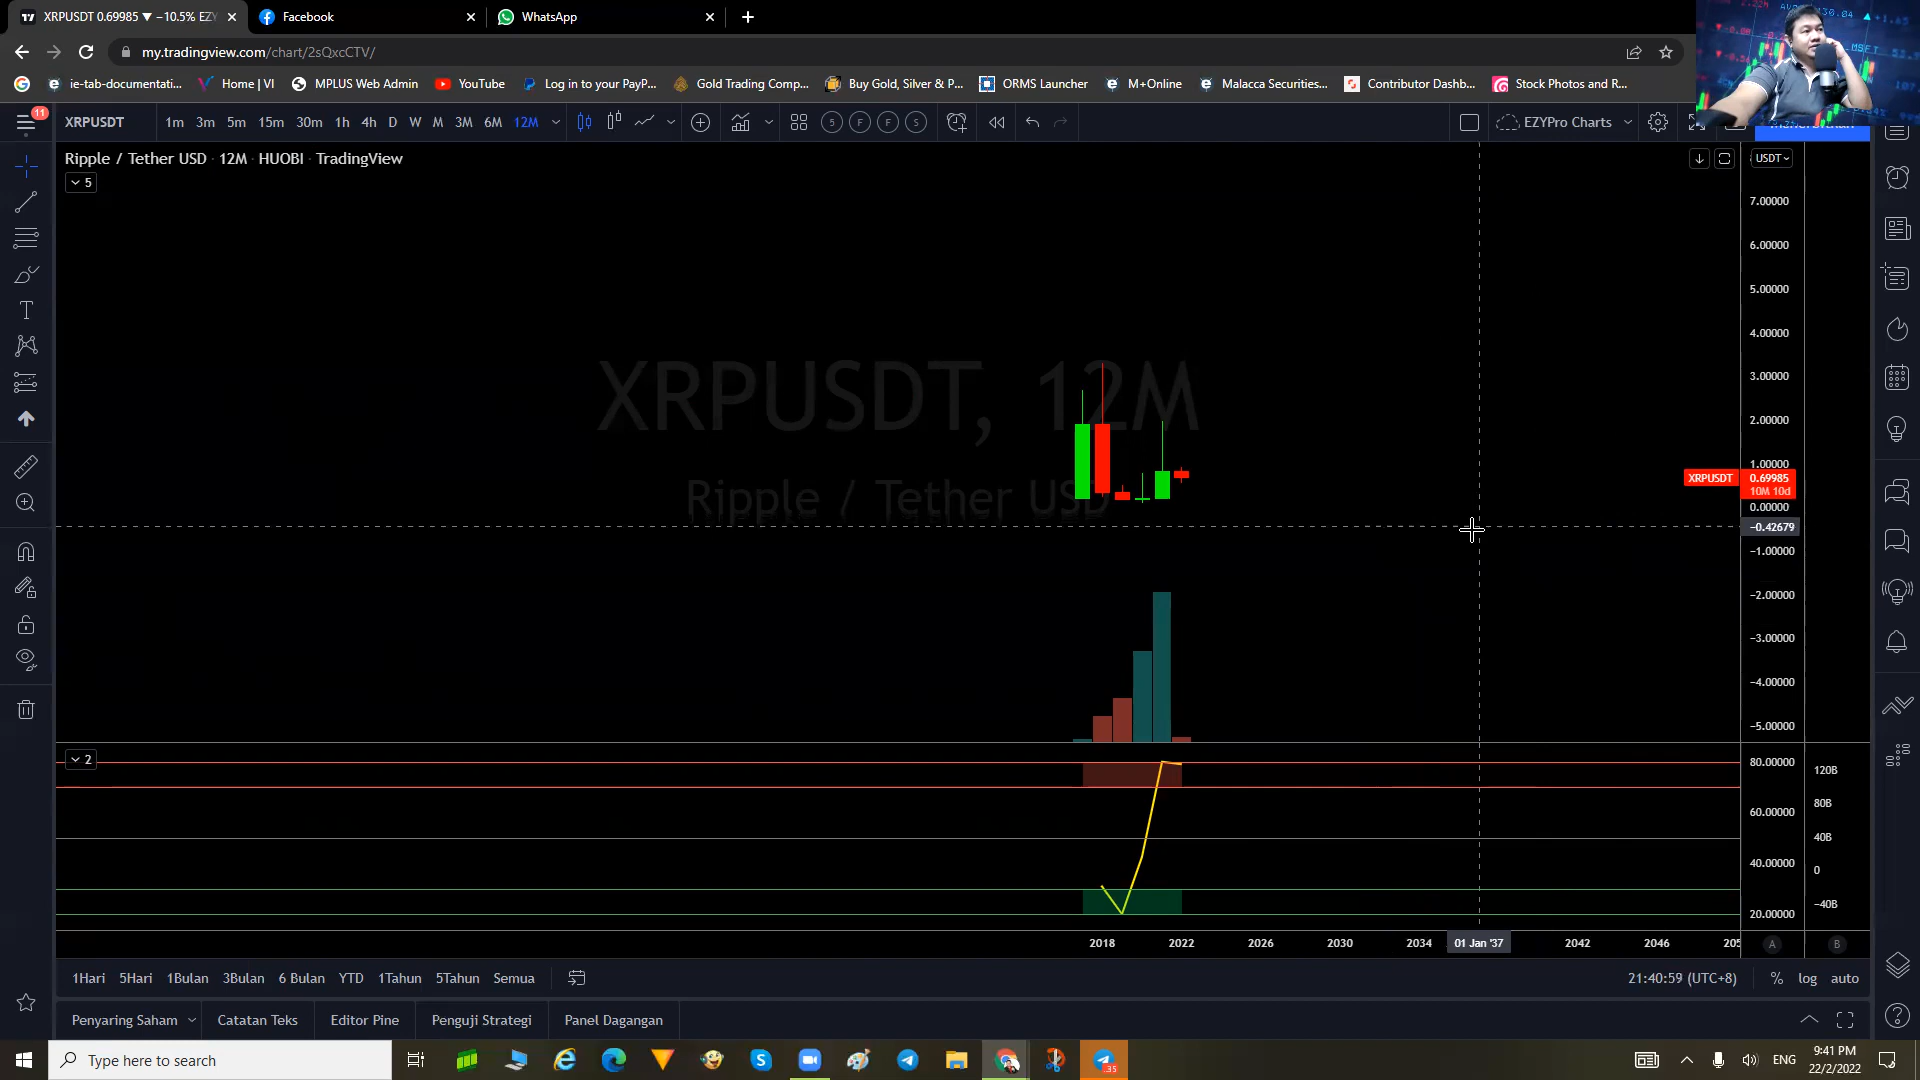 XRPUSDT 0.69985 ▼ −10.5% EZY
Facebook
WhatsApp
my.tradingview.com/chart/2sQxcCTV/
ie-tab-documentati...
Home | VI
MPLUS Web Admin
YouTube
Log in to your PayP...
Gold Trading Comp...
Buy Gold, Silver & P...
ORMS Launcher
M+Online
Malacca Securities...
Contributor Dashb...
Stock Photos and R...
11
XRPUSDT
1m 3m 5m 15m 30m 1h 4h D W M 3M 6M 12M
5 F F S
EZYPro Charts
Ripple / Tether USD · 12M · HUOBI · TradingView
USDT
5
XRPUSDT, 12M
Ripple / Tether USD
7.00000
6.00000
5.00000
4.00000
3.00000
2.00000
1.00000
XRPUSDT 0.69985
10M 10d
0.00000
−0.42679
−1.00000
−2.00000
−3.00000
−4.00000
−5.00000
2
80.00000
120B
80B
60.00000
40B
40.00000
0
−40B
20.00000
2018 2022 2026 2030 2034 01 Jan '37 2042 2046 205
A B
1Hari 5Hari 1Bulan 3Bulan 6 Bulan YTD 1Tahun 5Tahun Semua
21:40:59 (UTC+8)
% log auto
Penyaring Saham
Catatan Teks
Editor Pine
Penguji Strategi
Panel Dagangan
Type here to search
35
ENG
9:41 PM
22/2/2022